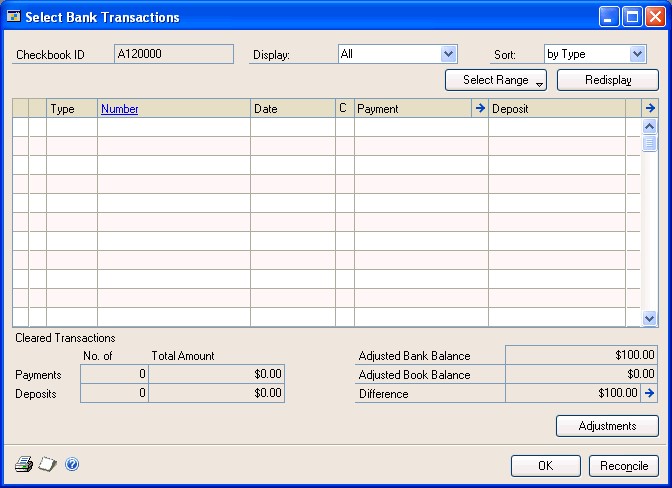 Select Bank Transactions
Checkbook ID A120000 Display: All Sort: by Type
Select Range Redisplay
Type Number Date C Payment Deposit
Cleared Transactions
No. of Total Amount Adjusted Bank Balance $100.00
Payments 0 $0.00 Adjusted Book Balance $0.00
Deposits 0 $0.00 Difference $100.00
Adjustments
OK Reconcile